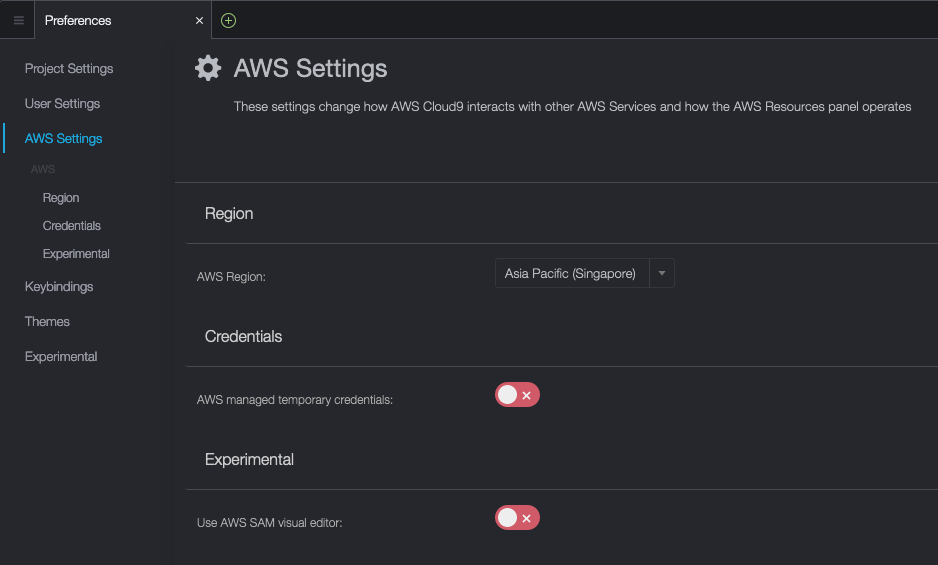 Preferences
Project Settings
User Settings
AWS Settings
AWS
Region
Credentials
Experimental
Keybindings
Themes
Experimental
AWS Settings
These settings change how AWS Cloud9 interacts with other AWS Services and how the AWS Resources panel operates
Region
AWS Region: Asia Pacific (Singapore)
Credentials
AWS managed temporary credentials:
Experimental
Use AWS SAM visual editor: